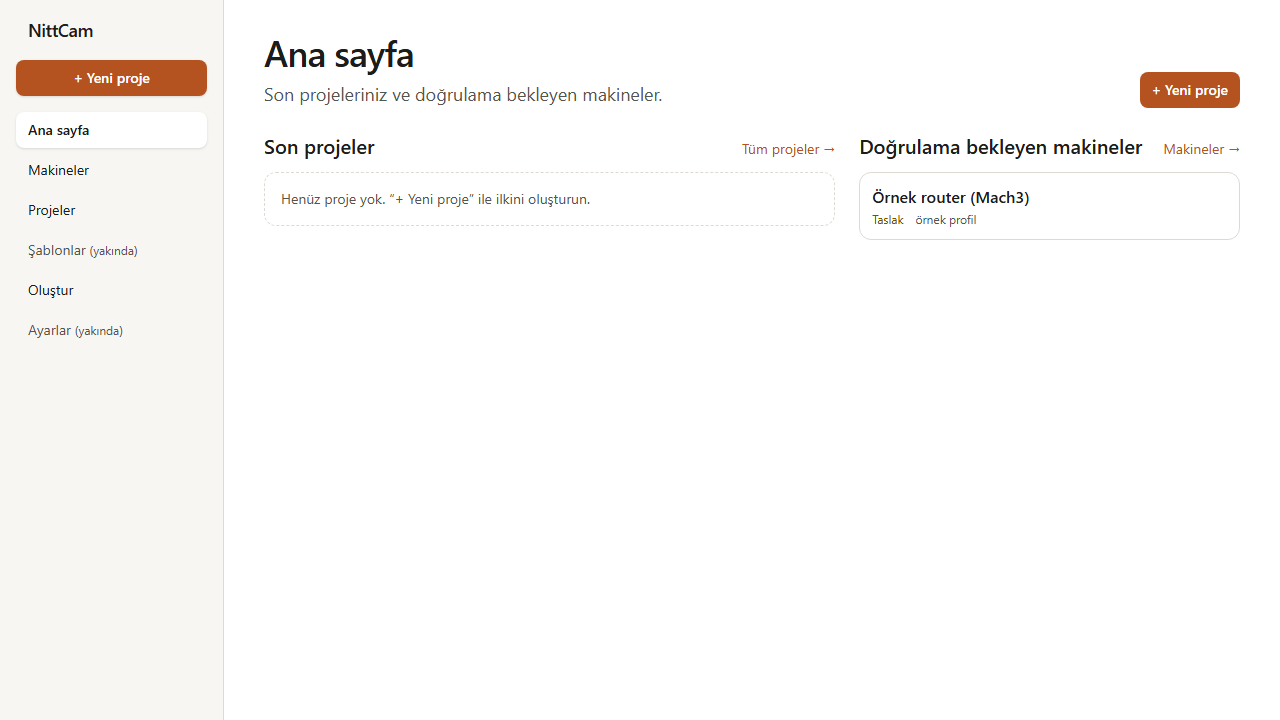 NittCam
+ Yeni proje
Ana sayfa
Makineler
Projeler
Şablonlar (yakında)
Oluştur
Ayarlar (yakında)
Ana sayfa
Son projeleriniz ve doğrulama bekleyen makineler.
+ Yeni proje
Son projeler
Tüm projeler →
Henüz proje yok. “+ Yeni proje” ile ilkini oluşturun.
Doğrulama bekleyen makineler
Makineler →
Örnek router (Mach3)
Taslak örnek profil